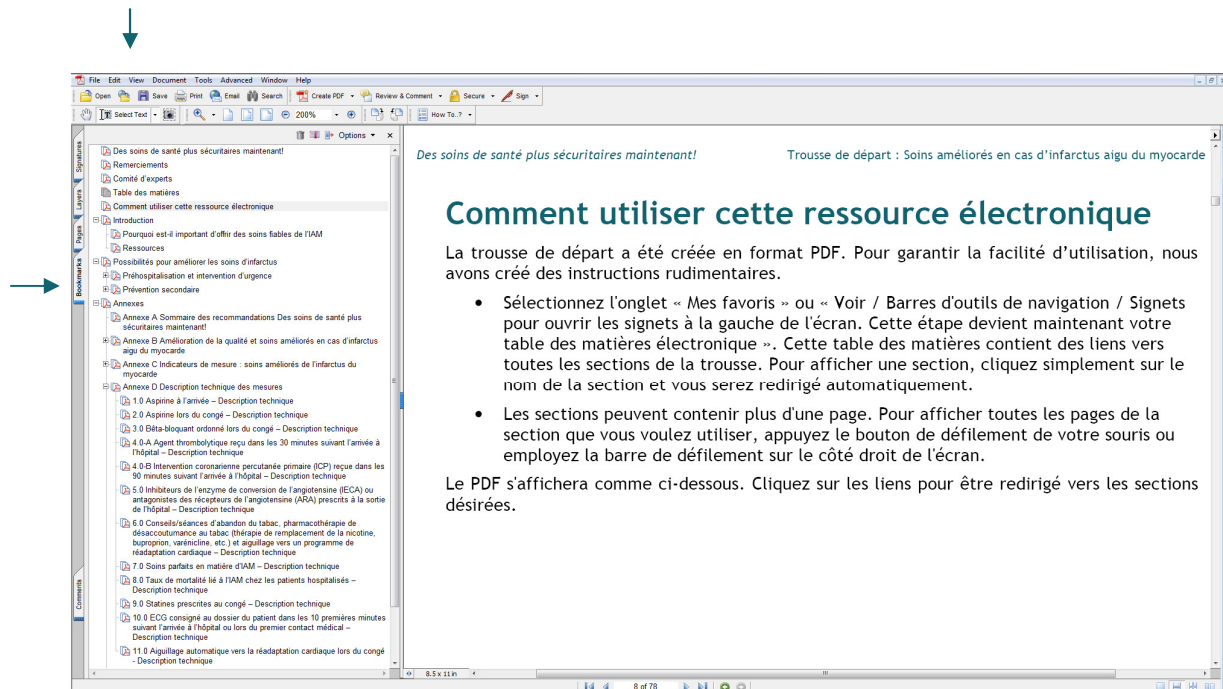 File Edit View Document Tools Advanced Window Help
Open Save Print Email Search Create PDF Review & Comment Secure Sign
Select Text 200% How To..?
Options
Signatures
Layers
Pages
Bookmarks
Comments
Des soins de santé plus sécuritaires maintenant!
Remerciements
Comité d'experts
Table des matières
Comment utiliser cette ressource électronique
Introduction
Pourquoi est-il important d'offrir des soins fiables de l'IAM
Ressources
Possibilités pour améliorer les soins d'infarctus
Préhospitalisation et intervention d'urgence
Prévention secondaire
Annexes
Annexe A Sommaire des recommandations Des soins de santé plus
sécuritaires maintenant!
Annexe B Amélioration de la qualité et soins améliorés en cas d'infarctus
aigu du myocarde
Annexe C Indicateurs de mesure : soins améliorés de l'infarctus du
myocarde
Annexe D Description technique des mesures
1.0 Aspirine à l'arrivée – Description technique
2.0 Aspirine lors du congé – Description technique
3.0 Bêta-bloquant ordonné lors du congé – Description technique
4.0-A Agent thrombolytique reçu dans les 30 minutes suivant l'arrivée à
l'hôpital – Description technique
4.0-B Intervention coronarienne percutanée primaire (ICP) reçue dans les
90 minutes suivant l'arrivée à l'hôpital – Description technique
5.0 Inhibiteurs de l'enzyme de conversion de l'angiotensine (IECA) ou
antagonistes des récepteurs de l'angiotensine (ARA) prescrits à la sortie
de l'hôpital – Description technique
6.0 Conseils/séances d'abandon du tabac, pharmacothérapie de
désaccoutumance au tabac (thérapie de remplacement de la nicotine,
buproprion, varénicline, etc.) et aiguillage vers un programme de
réadaptation cardiaque – Description technique
7.0 Soins parfaits en matière d'IAM – Description technique
8.0 Taux de mortalité lié à l'IAM chez les patients hospitalisés –
Description technique
9.0 Statines prescrites au congé – Description technique
10.0 ECG consigné au dossier du patient dans les 10 premières minutes
suivant l'arrivée à l'hôpital ou lors du premier contact médical –
Description technique
11.0 Aiguillage automatique vers la réadaptation cardiaque lors du congé
- Description technique
Des soins de santé plus sécuritaires maintenant! Trousse de départ : Soins améliorés en cas d'infarctus aigu du myocarde
Comment utiliser cette ressource électronique
La trousse de départ a été créée en format PDF. Pour garantir la facilité d'utilisation, nous
avons créé des instructions rudimentaires.
• Sélectionnez l'onglet « Mes favoris » ou « Voir / Barres d'outils de navigation / Signets
pour ouvrir les signets à la gauche de l'écran. Cette étape devient maintenant votre
table des matières électronique ». Cette table des matières contient des liens vers
toutes les sections de la trousse. Pour afficher une section, cliquez simplement sur le
nom de la section et vous serez redirigé automatiquement.
• Les sections peuvent contenir plus d'une page. Pour afficher toutes les pages de la
section que vous voulez utiliser, appuyez le bouton de défilement de votre souris ou
employez la barre de défilement sur le côté droit de l'écran.
Le PDF s'affichera comme ci-dessous. Cliquez sur les liens pour être redirigé vers les sections
désirées.
8.5 x 11 in
8 of 78